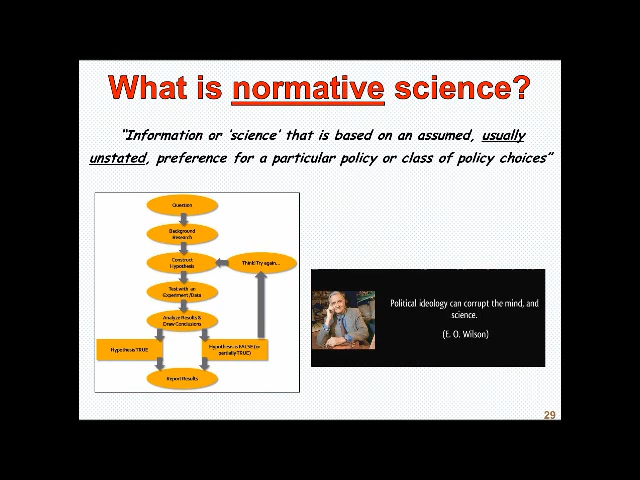 What is normative science?
"Information or 'science' that is based on an assumed, usually
unstated, preference for a particular policy or class of policy choices"
Question
Background
Research
Construct
Hypothesis
Think! Try again...
Test with an
Experiment /Data
Analyze Results &
Draw Conclusions
Hypothesis TRUE
Hypothesis is FALSE (or
partially TRUE)
Report Results
Political ideology can corrupt the mind, and
science.
(E. O. Wilson)
29